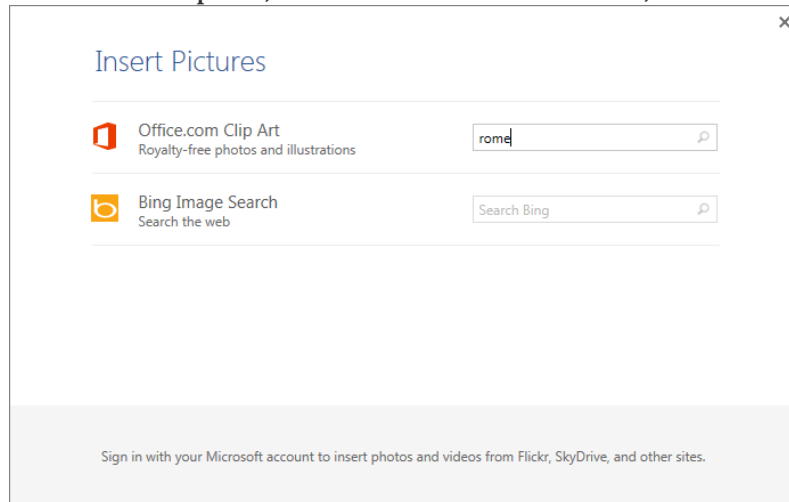 Insert Pictures
Office.com Clip Art
Royalty-free photos and illustrations
rome
Bing Image Search
Search the web
Search Bing
Sign in with your Microsoft account to insert photos and videos from Flickr, SkyDrive, and other sites.